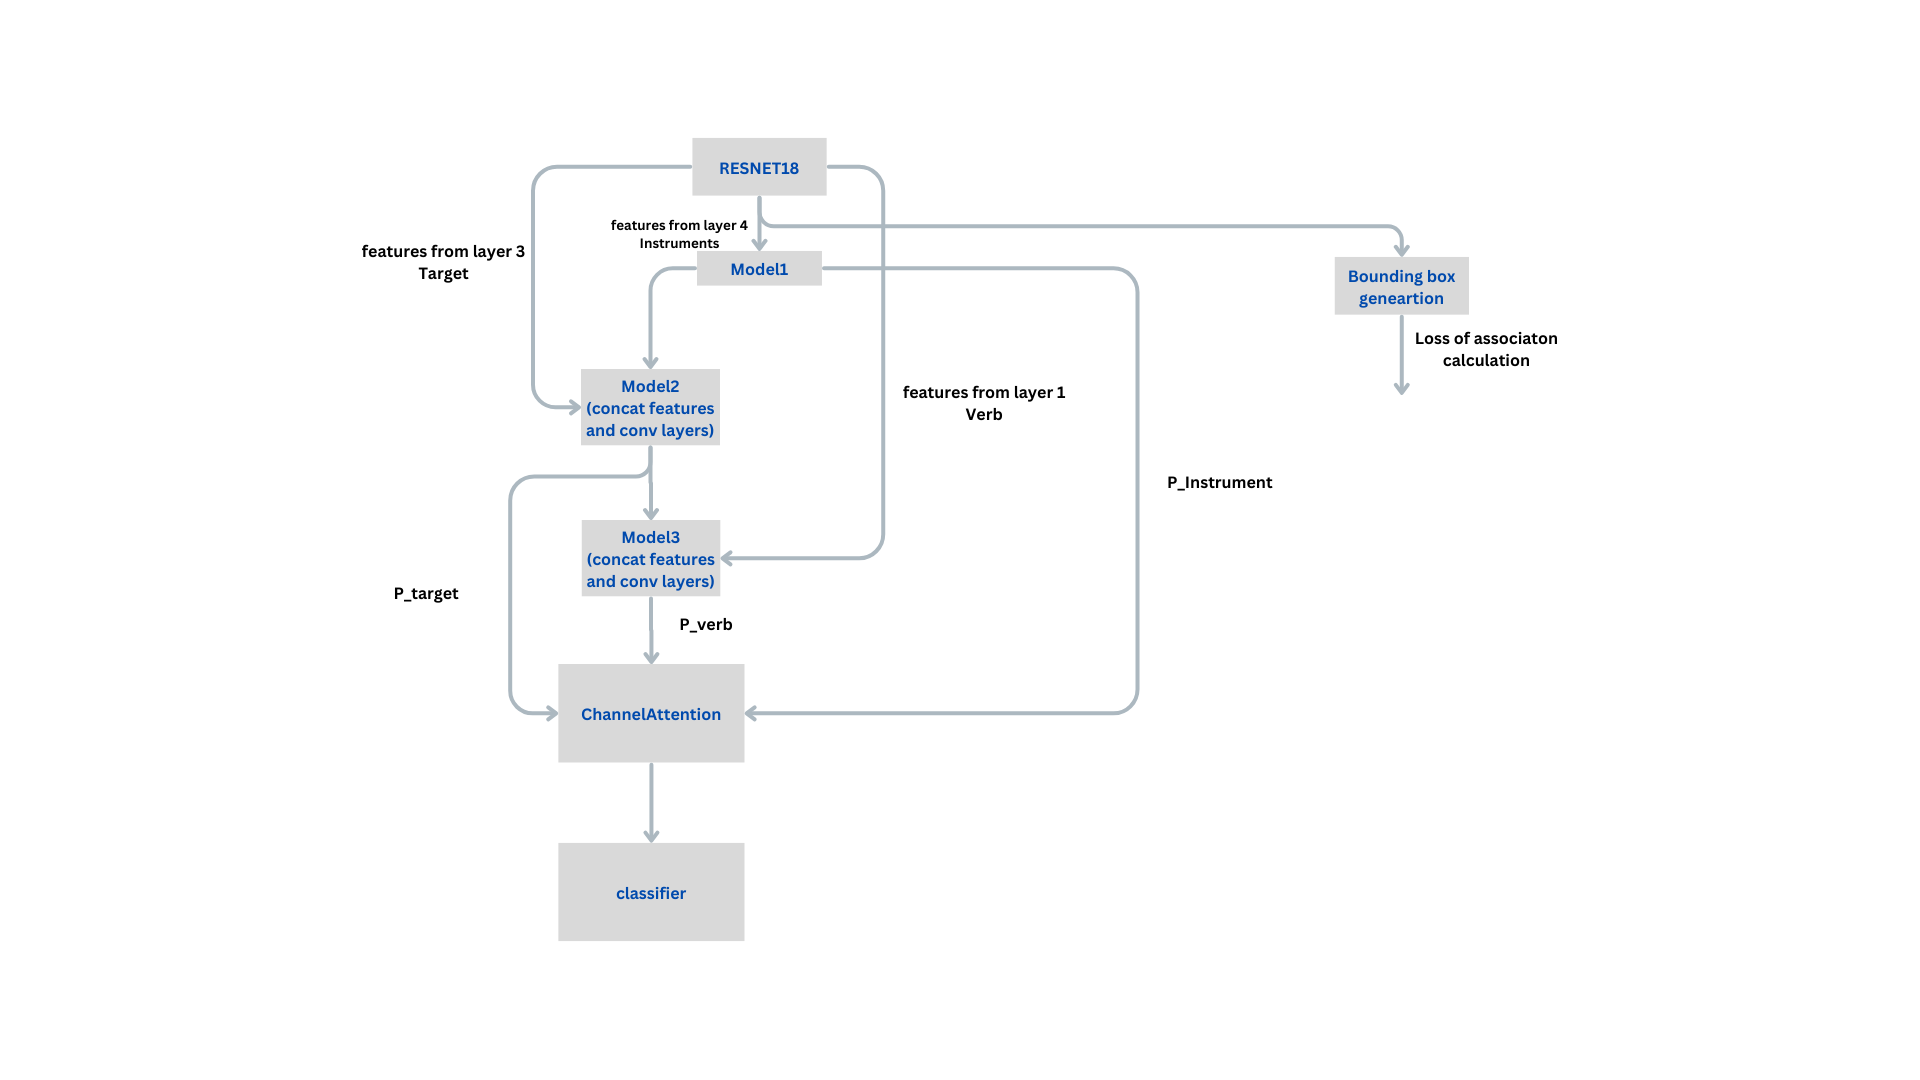 RESNET18
features from layer 4
Instruments
features from layer 3
Target
Model1
Bounding box
geneartion
Loss of associaton
calculation
Model2
(concat features
and conv layers)
features from layer 1
Verb
P_Instrument
Model3
(concat features
and conv layers)
P_target
P_verb
ChannelAttention
classifier